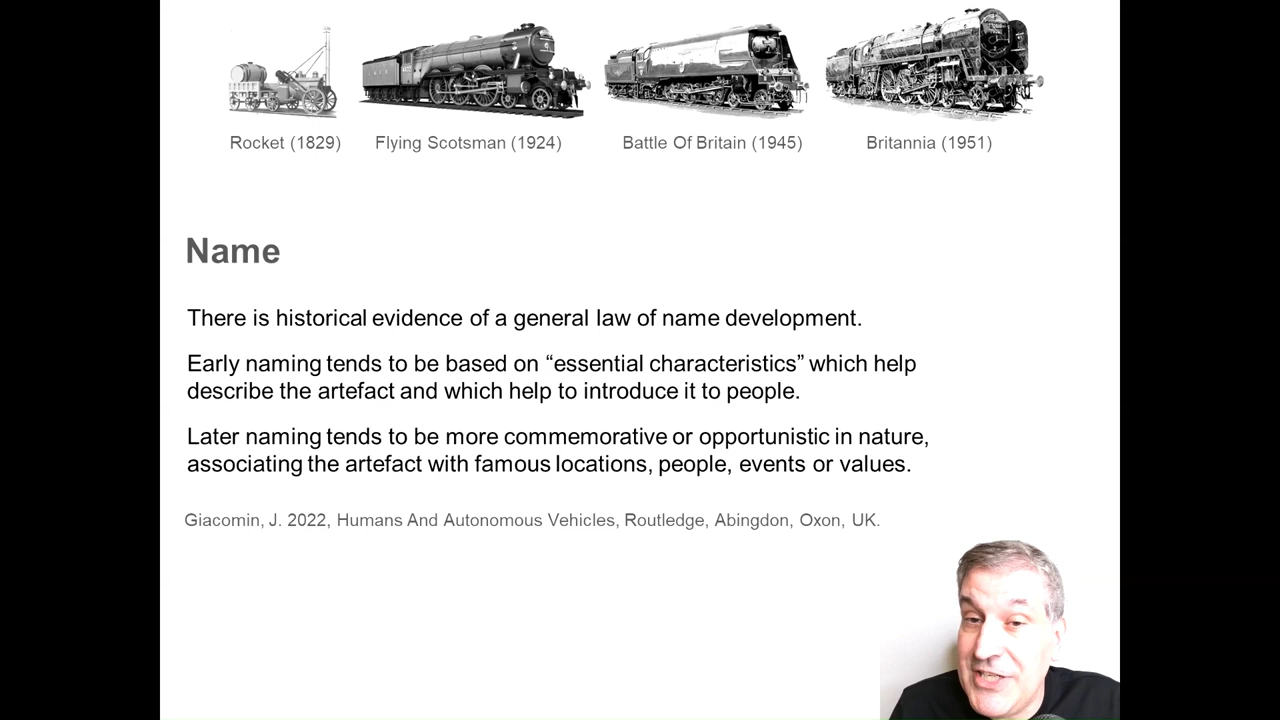 Rocket (1829) Flying Scotsman (1924) Battle Of Britain (1945) Britannia (1951)
Name
There is historical evidence of a general law of name development.
Early naming tends to be based on “essential characteristics” which help
describe the artefact and which help to introduce it to people.
Later naming tends to be more commemorative or opportunistic in nature,
associating the artefact with famous locations, people, events or values.
Giacomin, J. 2022, Humans And Autonomous Vehicles, Routledge, Abingdon, Oxon, UK.